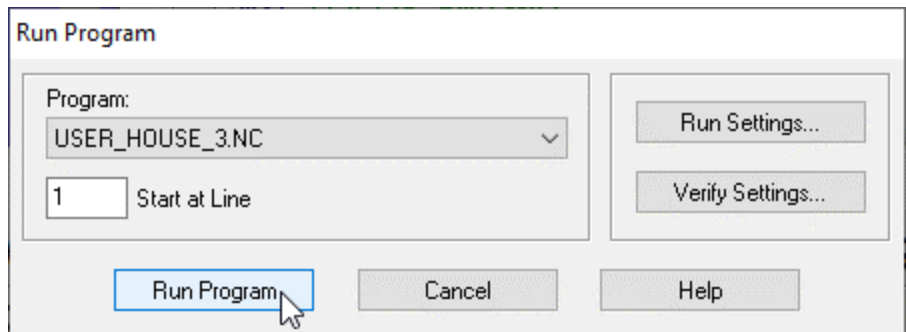 Run Program
Program:
USER_HOUSE_3.NC
1 Start at Line
Run Settings...
Verify Settings...
Run Program
Cancel
Help